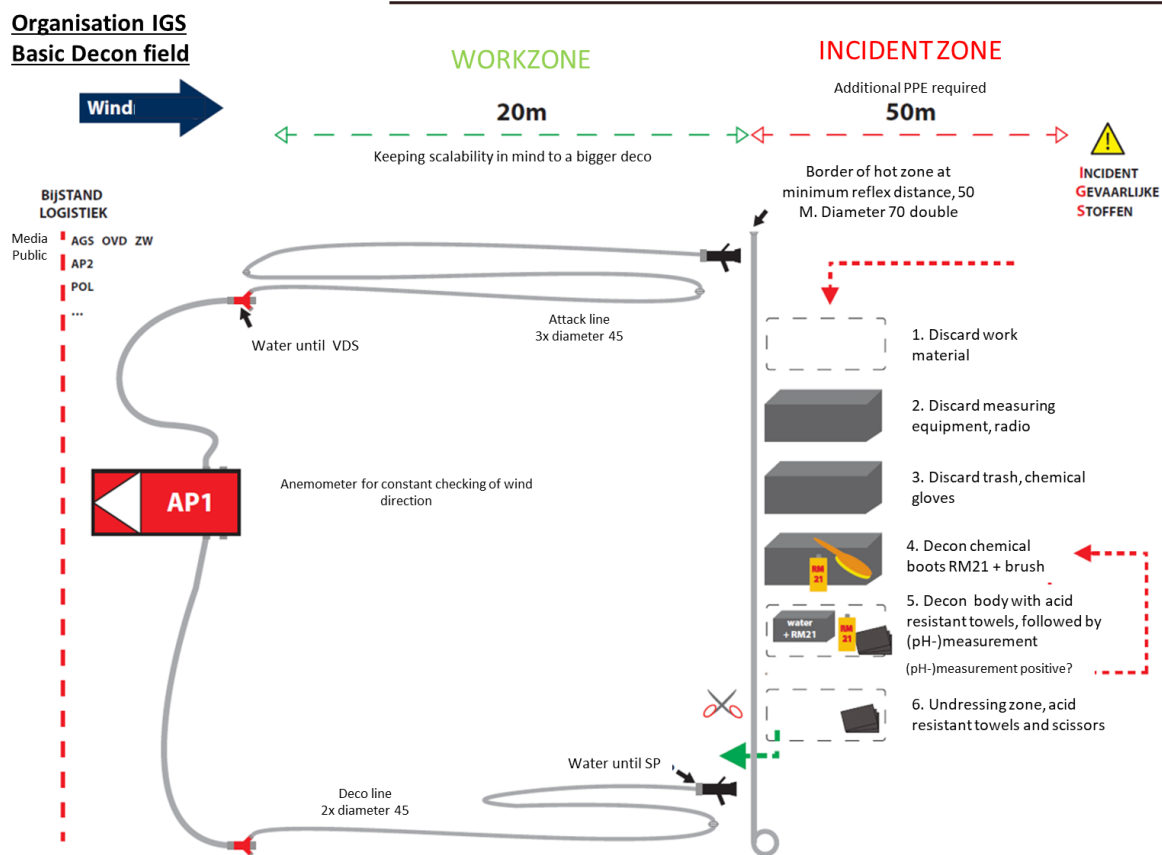 Organisation IGS
Basic Decon field
WORKZONE
INCIDENT ZONE
Additional PPE required
Wind
20m
50m
Keeping scalability in mind to a bigger deco
Border of hot zone at
minimum reflex distance, 50
M. Diameter 70 double
INCIDENT
GEVAARLIJKE
STOFFEN
BijSTAND
LOGISTIEK
Media
Public
AGS OVD ZW
AP2
POL
...
Attack line
3x diameter 45
Water until VDS
1. Discard work
material
2. Discard measuring
equipment, radio
AP1
Anemometer for constant checking of wind
direction
3. Discard trash, chemical
gloves
4. Decon chemical
boots RM21 + brush
RM
21
5. Decon body with acid
resistant towels, followed by
(pH-)measurement
water
+ RM21
RM
21
(pH-)measurement positive?
6. Undressing zone, acid
resistant towels and scissors
Water until SP
Deco line
2x diameter 45